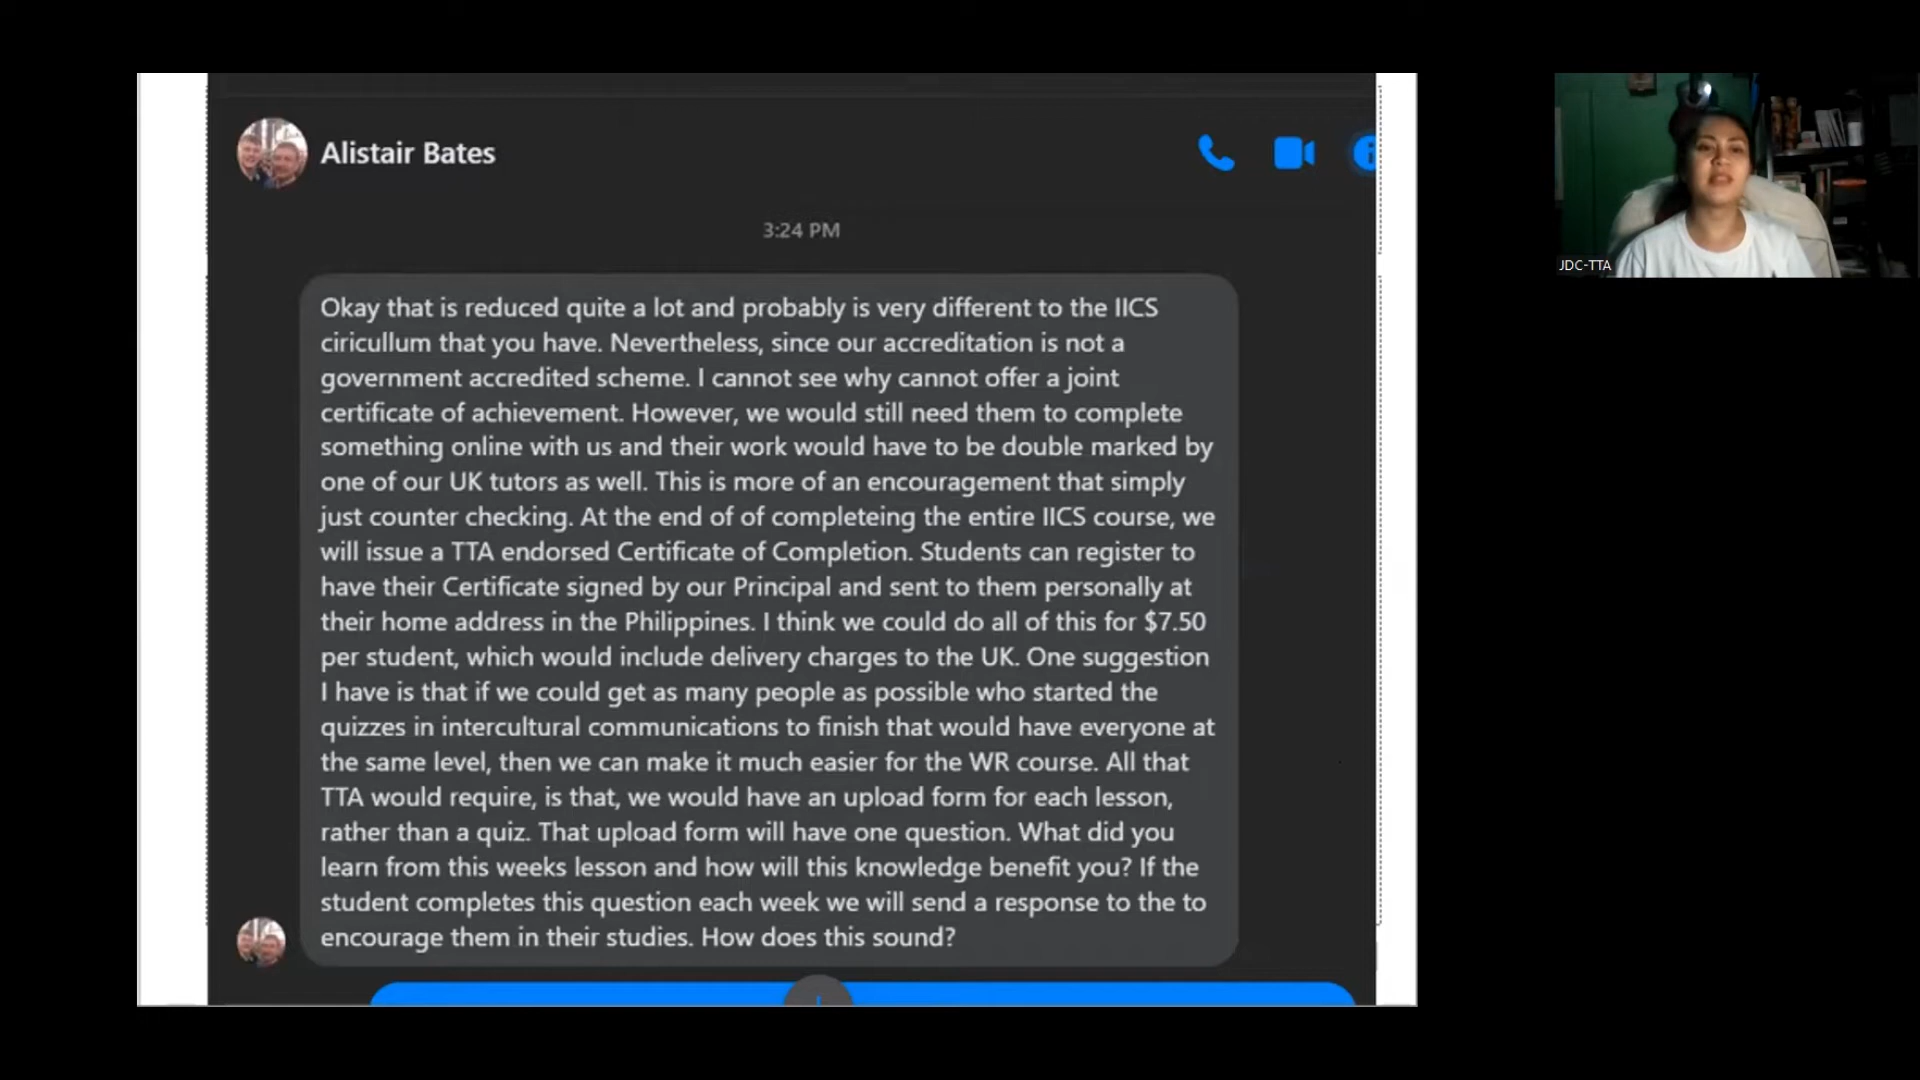 Alistair Bates
3:24 PM
Okay that is reduced quite a lot and probably is very different to the IICS
ciricullum that you have. Nevertheless, since our accreditation is not a
government accredited scheme. I cannot see why cannot offer a joint
certificate of achievement. However, we would still need them to complete
something online with us and their work would have to be double marked by
one of our UK tutors as well. This is more of an encouragement that simply
just counter checking. At the end of of completeing the entire IICS course, we
will issue a TTA endorsed Certificate of Completion. Students can register to
have their Certificate signed by our Principal and sent to them personally at
their home address in the Philippines. I think we could do all of this for $7.50
per student, which would include delivery charges to the UK. One suggestion
I have is that if we could get as many people as possible who started the
quizzes in intercultural communications to finish that would have everyone at
the same level, then we can make it much easier for the WR course. All that
TTA would require, is that, we would have an upload form for each lesson,
rather than a quiz. That upload form will have one question. What did you
learn from this weeks lesson and how will this knowledge benefit you? If the
student completes this question each week we will send a response to the to
encourage them in their studies. How does this sound?
JDC-TTA